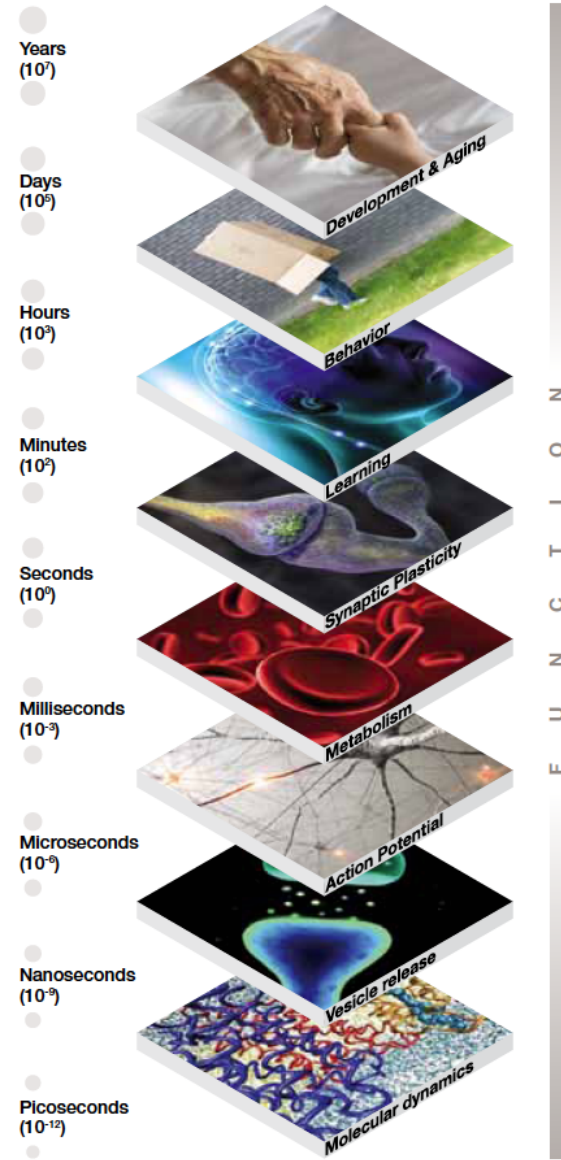 Years
(10⁷)
Development & Aging
Days
(10⁵)
Behavior
Hours
(10³)
Learning
Minutes
(10²)
Synaptic Plasticity
Seconds
(10⁰)
Metabolism
Milliseconds
(10⁻³)
Action Potential
Microseconds
(10⁻⁶)
Vesicle release
Nanoseconds
(10⁻⁹)
Molecular dynamics
Picoseconds
(10⁻¹²)
FUNCTION